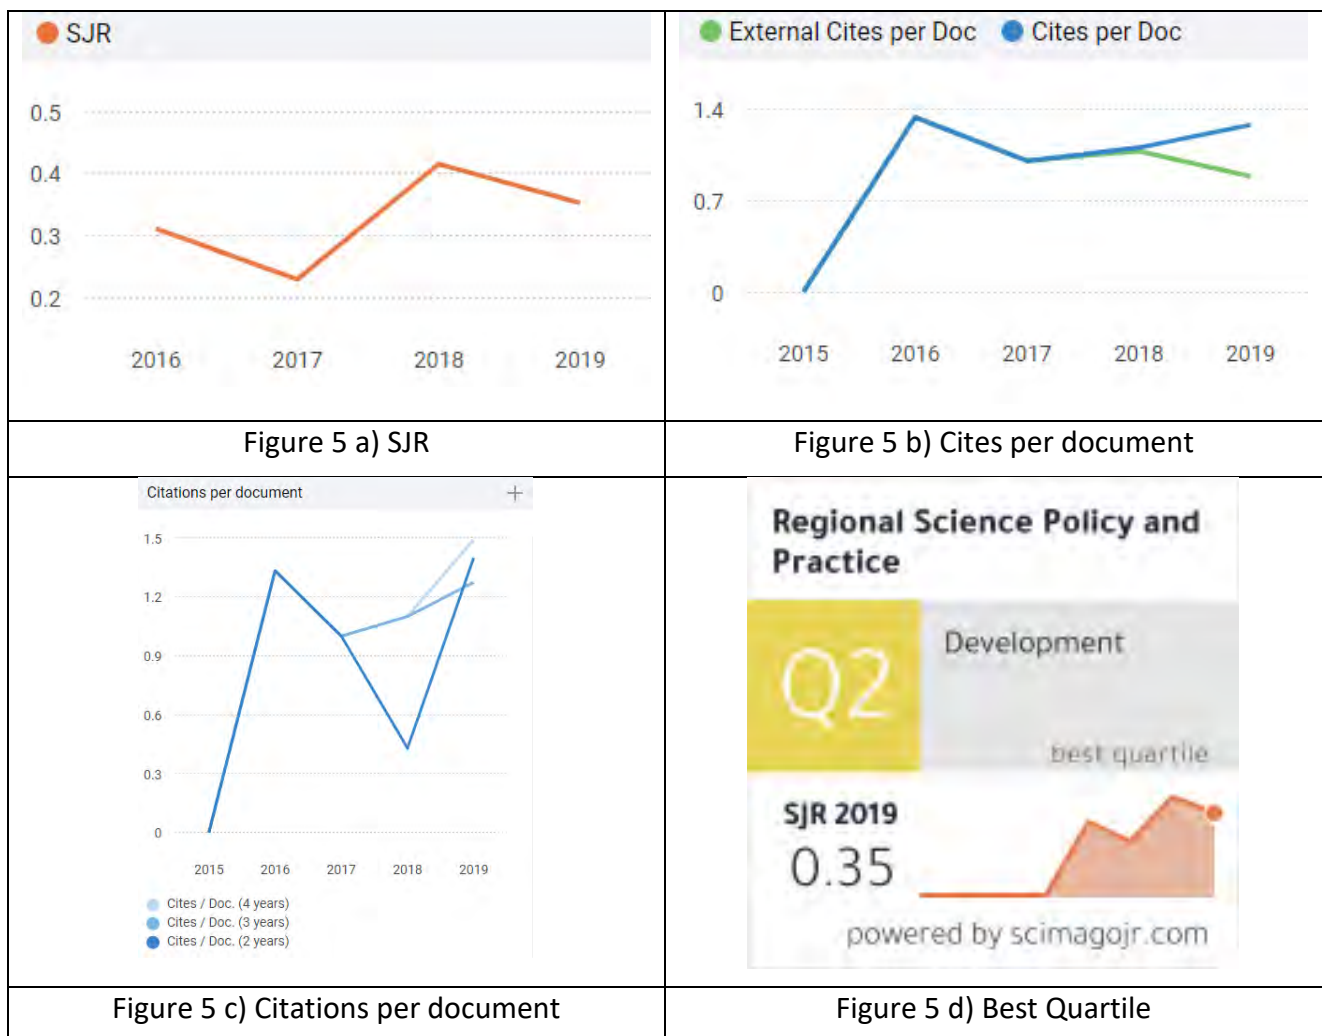 SJR
0.5
0.4
0.3
0.2
2016 2017 2018 2019
Figure 5 a) SJR
External Cites per Doc Cites per Doc
1.4
0.7
0
2015 2016 2017 2018 2019
Figure 5 b) Cites per document
Citations per document
1.5
1.2
0.9
0.6
0.3
0
2015 2016 2017 2018 2019
Cites / Doc. (4 years)
Cites / Doc. (3 years)
Cites / Doc. (2 years)
Figure 5 c) Citations per document
Regional Science Policy and
Practice
Q2
Development
best quartile
SJR 2019
0.35
powered by scimagojr.com
Figure 5 d) Best Quartile